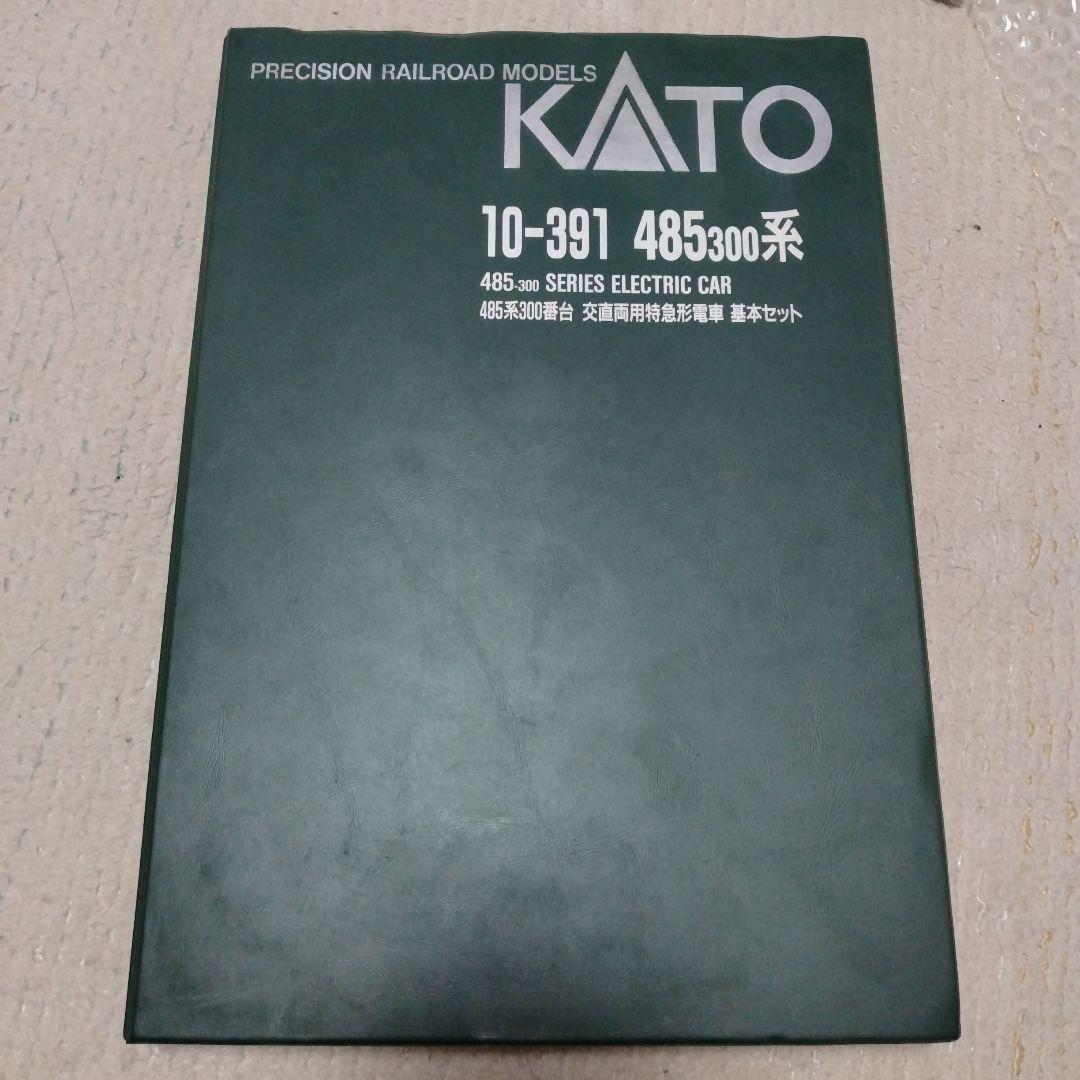 PRECISION RAILROAD MODELS
KATO
10-391 485300系
485-300 SERIES ELECTRIC CAR
485系300番台 交直両用特急形電車 基本セット